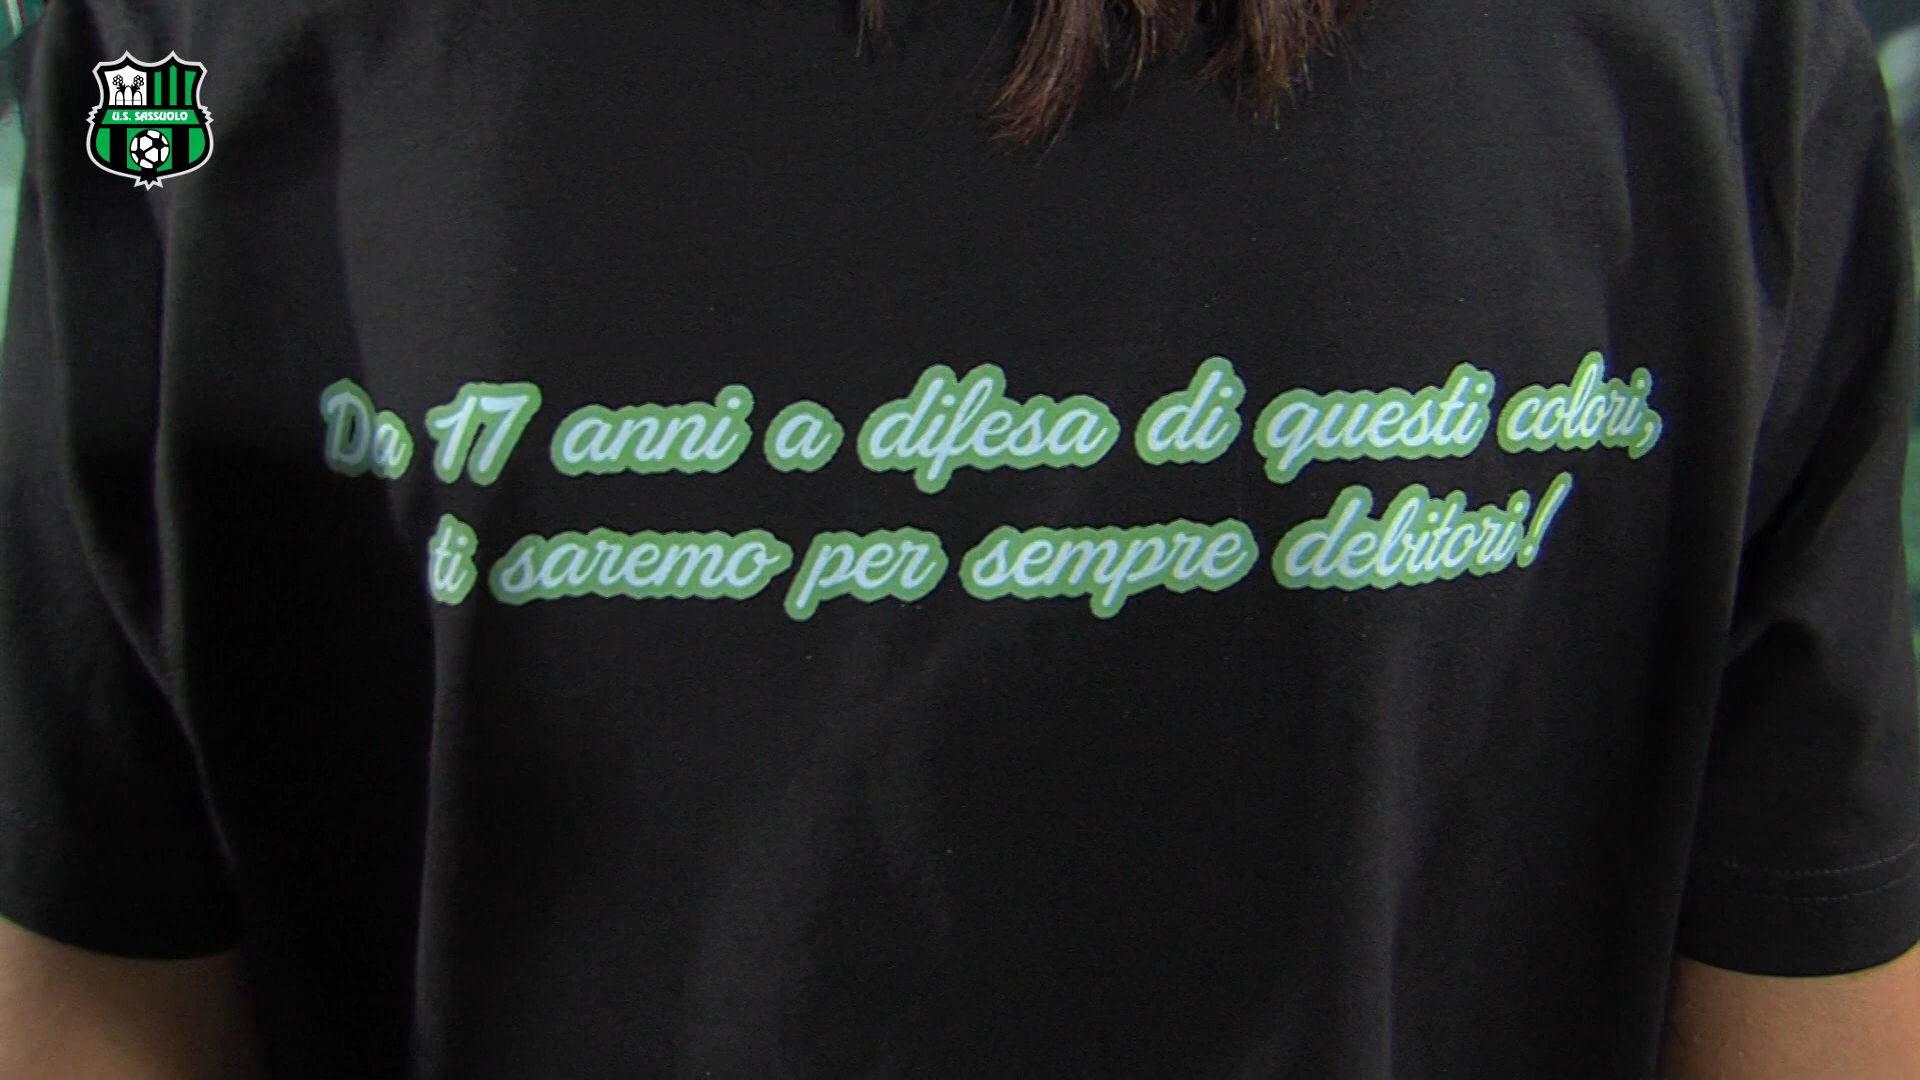 U.S. SASSUOLO
Da 17 anni a difesa di questi colori,
ti saremo per sempre debitori!